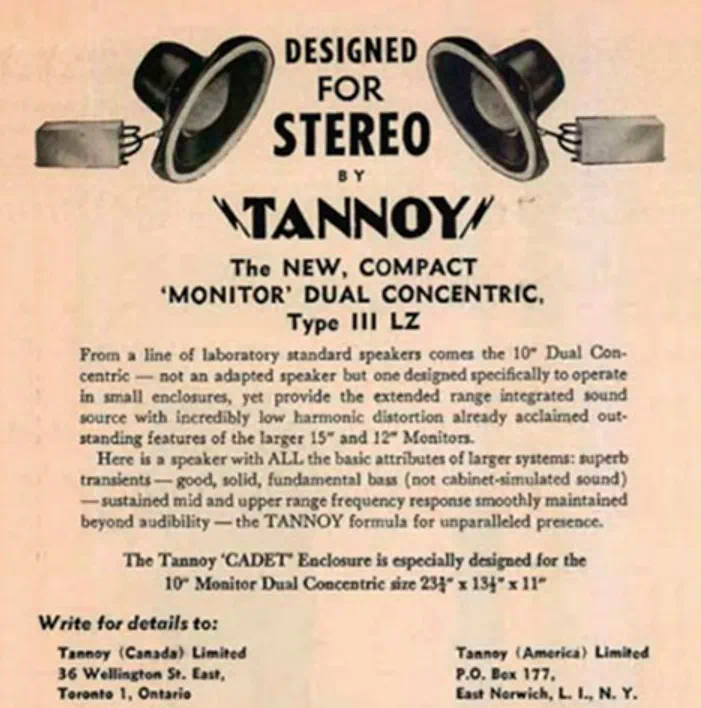 DESIGNED
FOR
STEREO
BY
TANNOY
The NEW, COMPACT
'MONITOR' DUAL CONCENTRIC,
Type III LZ
From a line of laboratory standard speakers comes the 10" Dual Con-
centric — not an adapted speaker but one designed specifically to operate
in small enclosures, yet provide the extended range integrated sound
source with incredibly low harmonic distortion already acclaimed out-
standing features of the larger 15" and 12" Monitors.
Here is a speaker with ALL the basic attributes of larger systems: superb
transients — good, solid, fundamental bass (not cabinet-simulated sound)
— sustained mid and upper range frequency response smoothly maintained
beyond audibility — the TANNOY formula for unparalleled presence.
The Tannoy 'CADET' Enclosure is especially designed for the
10" Monitor Dual Concentric size 23¾" x 13½" x 11"
Write for details to:
Tannoy (Canada) Limited
36 Wellington St. East,
Toronto 1, Ontario
Tannoy (America) Limited
P.O. Box 177,
East Norwich, L. I., N. Y.